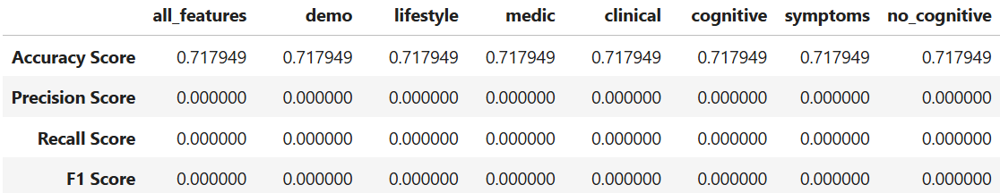 all_features demo lifestyle medic clinical cognitive symptoms no_cognitive
Accuracy Score 0.717949 0.717949 0.717949 0.717949 0.717949 0.717949 0.717949 0.717949
Precision Score 0.000000 0.000000 0.000000 0.000000 0.000000 0.000000 0.000000 0.000000
Recall Score 0.000000 0.000000 0.000000 0.000000 0.000000 0.000000 0.000000 0.000000
F1 Score 0.000000 0.000000 0.000000 0.000000 0.000000 0.000000 0.000000 0.000000